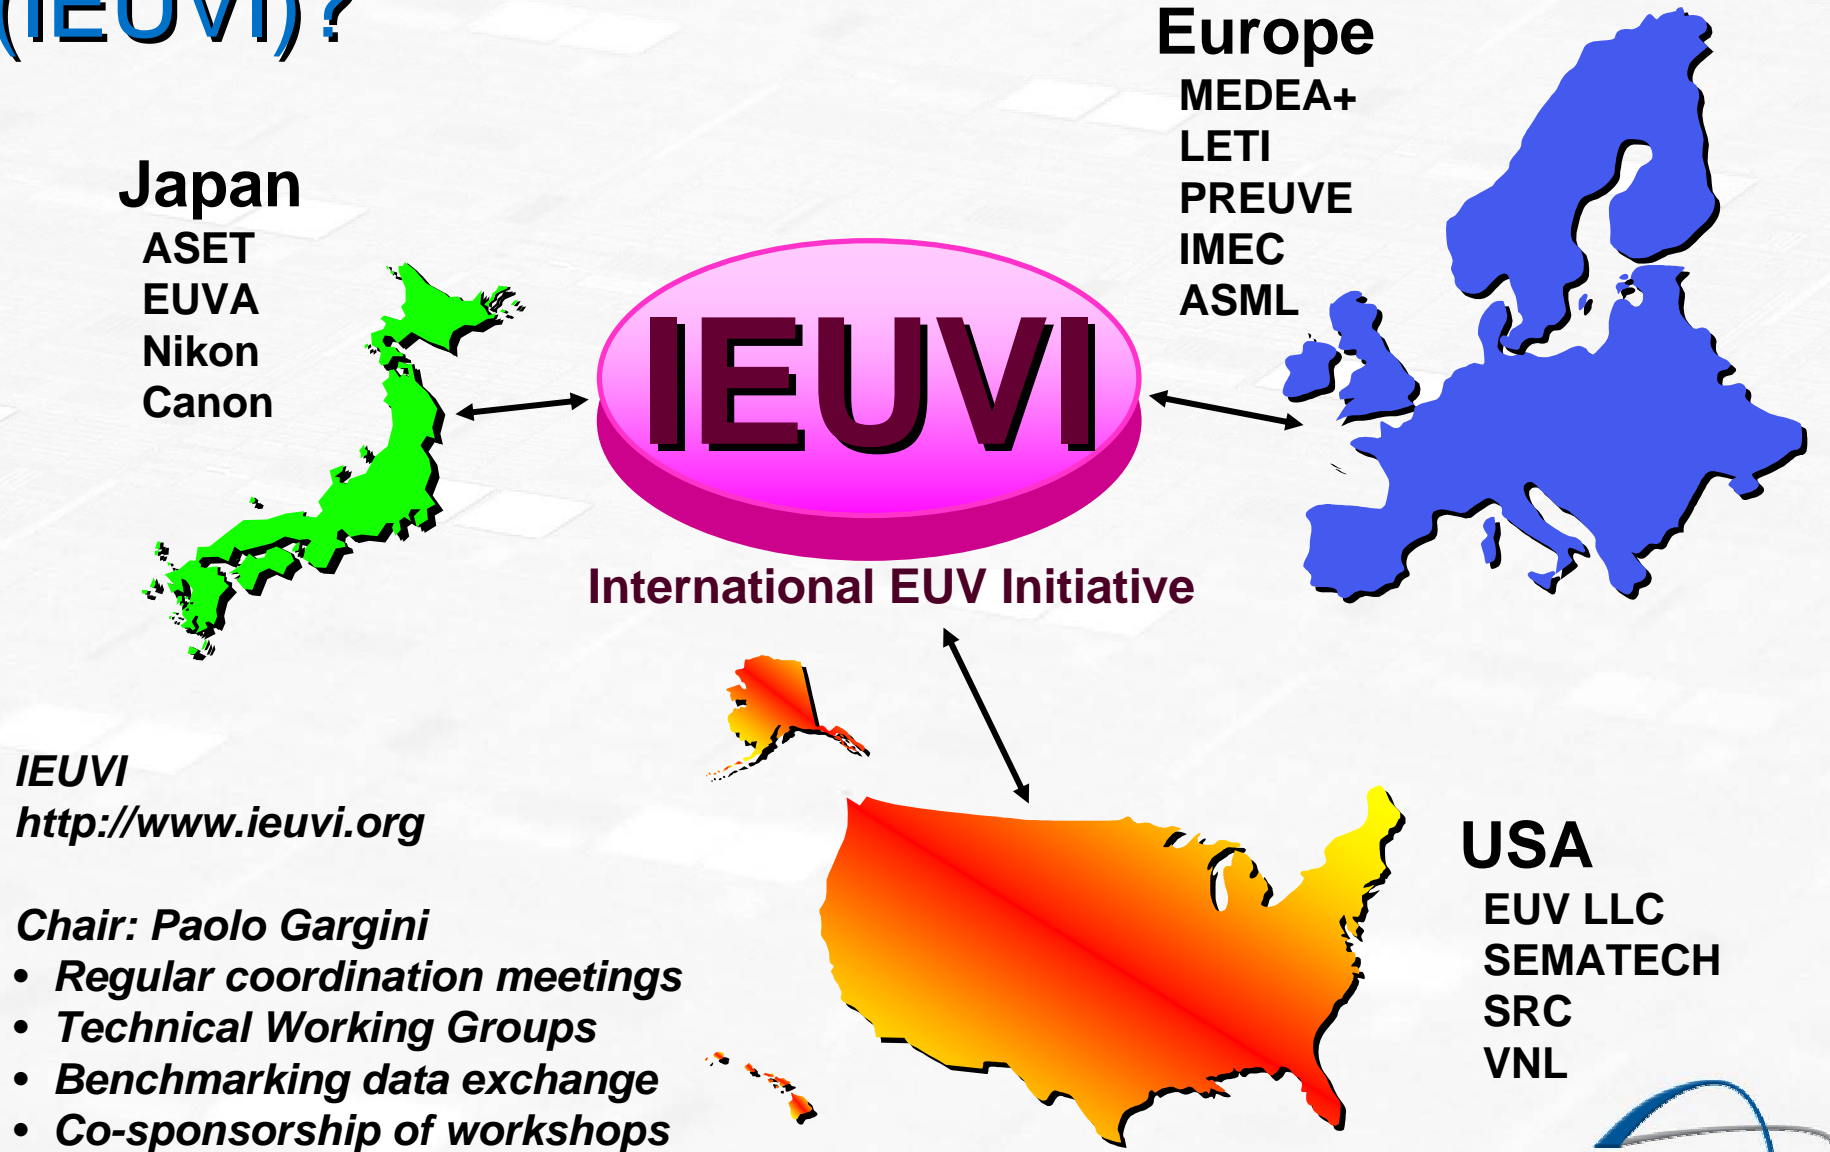 (IEUVI)?
Europe
MEDEA+
LETI
PREUVE
IMEC
ASML
Japan
ASET
EUVA
Nikon
Canon
IEUVI
International EUV Initiative
IEUVI
http://www.ieuvi.org
Chair: Paolo Gargini
• Regular coordination meetings
• Technical Working Groups
• Benchmarking data exchange
• Co-sponsorship of workshops
USA
EUV LLC
SEMATECH
SRC
VNL